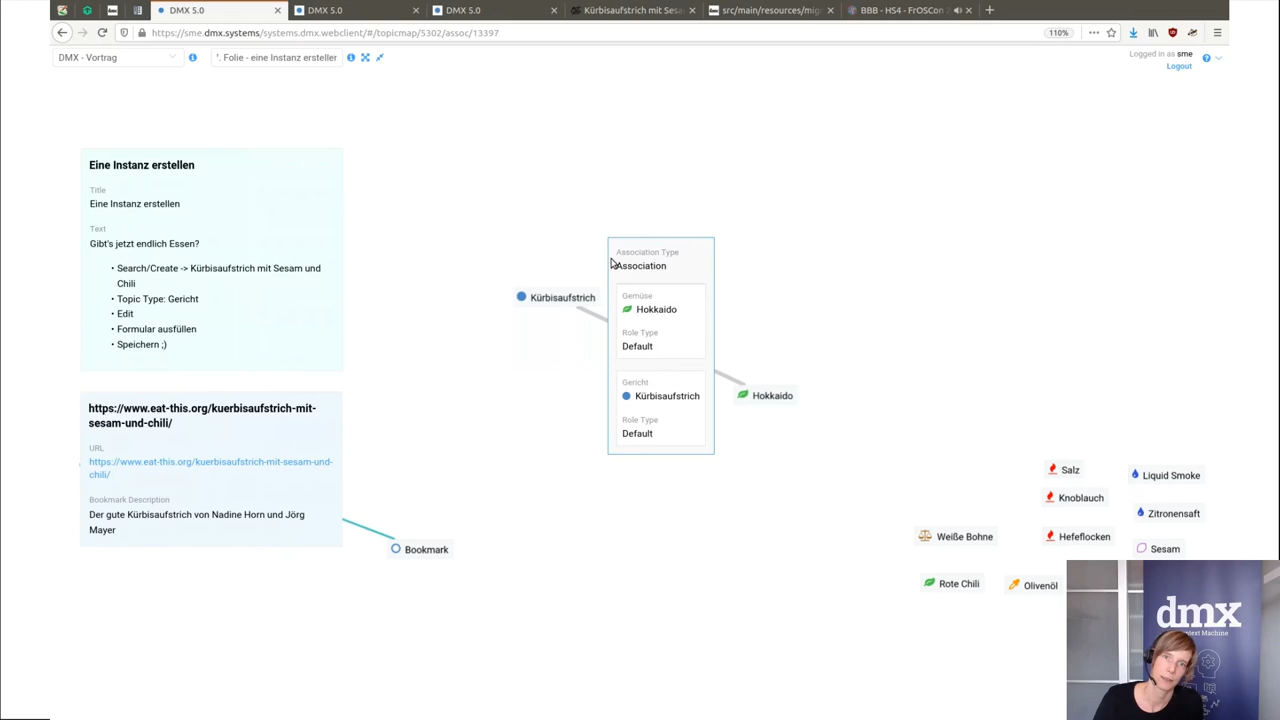 DMX 5.0
DMX 5.0
DMX 5.0
Kürbisaufstrich mit Sesa
src/main/resources/mig
BBB - HS4 - FrOSCon
https://sme.dmx.systems/systems.dmx.webclient/#/topicmap/5302/assoc/13397
110%
DMX - Vortrag
'. Folie - eine Instanz erstellen
Logged in as sme
Logout
Eine Instanz erstellen
Title
Eine Instanz erstellen
Text
Gibt's jetzt endlich Essen?
• Search/Create -> Kürbisaufstrich mit Sesam und
Chili
• Topic Type: Gericht
• Edit
• Formular ausfüllen
• Speichern ;)
https://www.eat-this.org/kuerbisaufstrich-mit-
sesam-und-chili/
URL
https://www.eat-this.org/kuerbisaufstrich-mit-sesam-und-
chili/
Bookmark Description
Der gute Kürbisaufstrich von Nadine Horn und Jörg
Mayer
Bookmark
Kürbisaufstrich
Association Type
Association
Gemüse
Hokkaido
Role Type
Default
Gericht
Kürbisaufstrich
Role Type
Default
Hokkaido
Salz
Liquid Smoke
Knoblauch
Zitronensaft
Weiße Bohne
Hefeflocken
Sesam
Rote Chili
Olivenöl
dmx